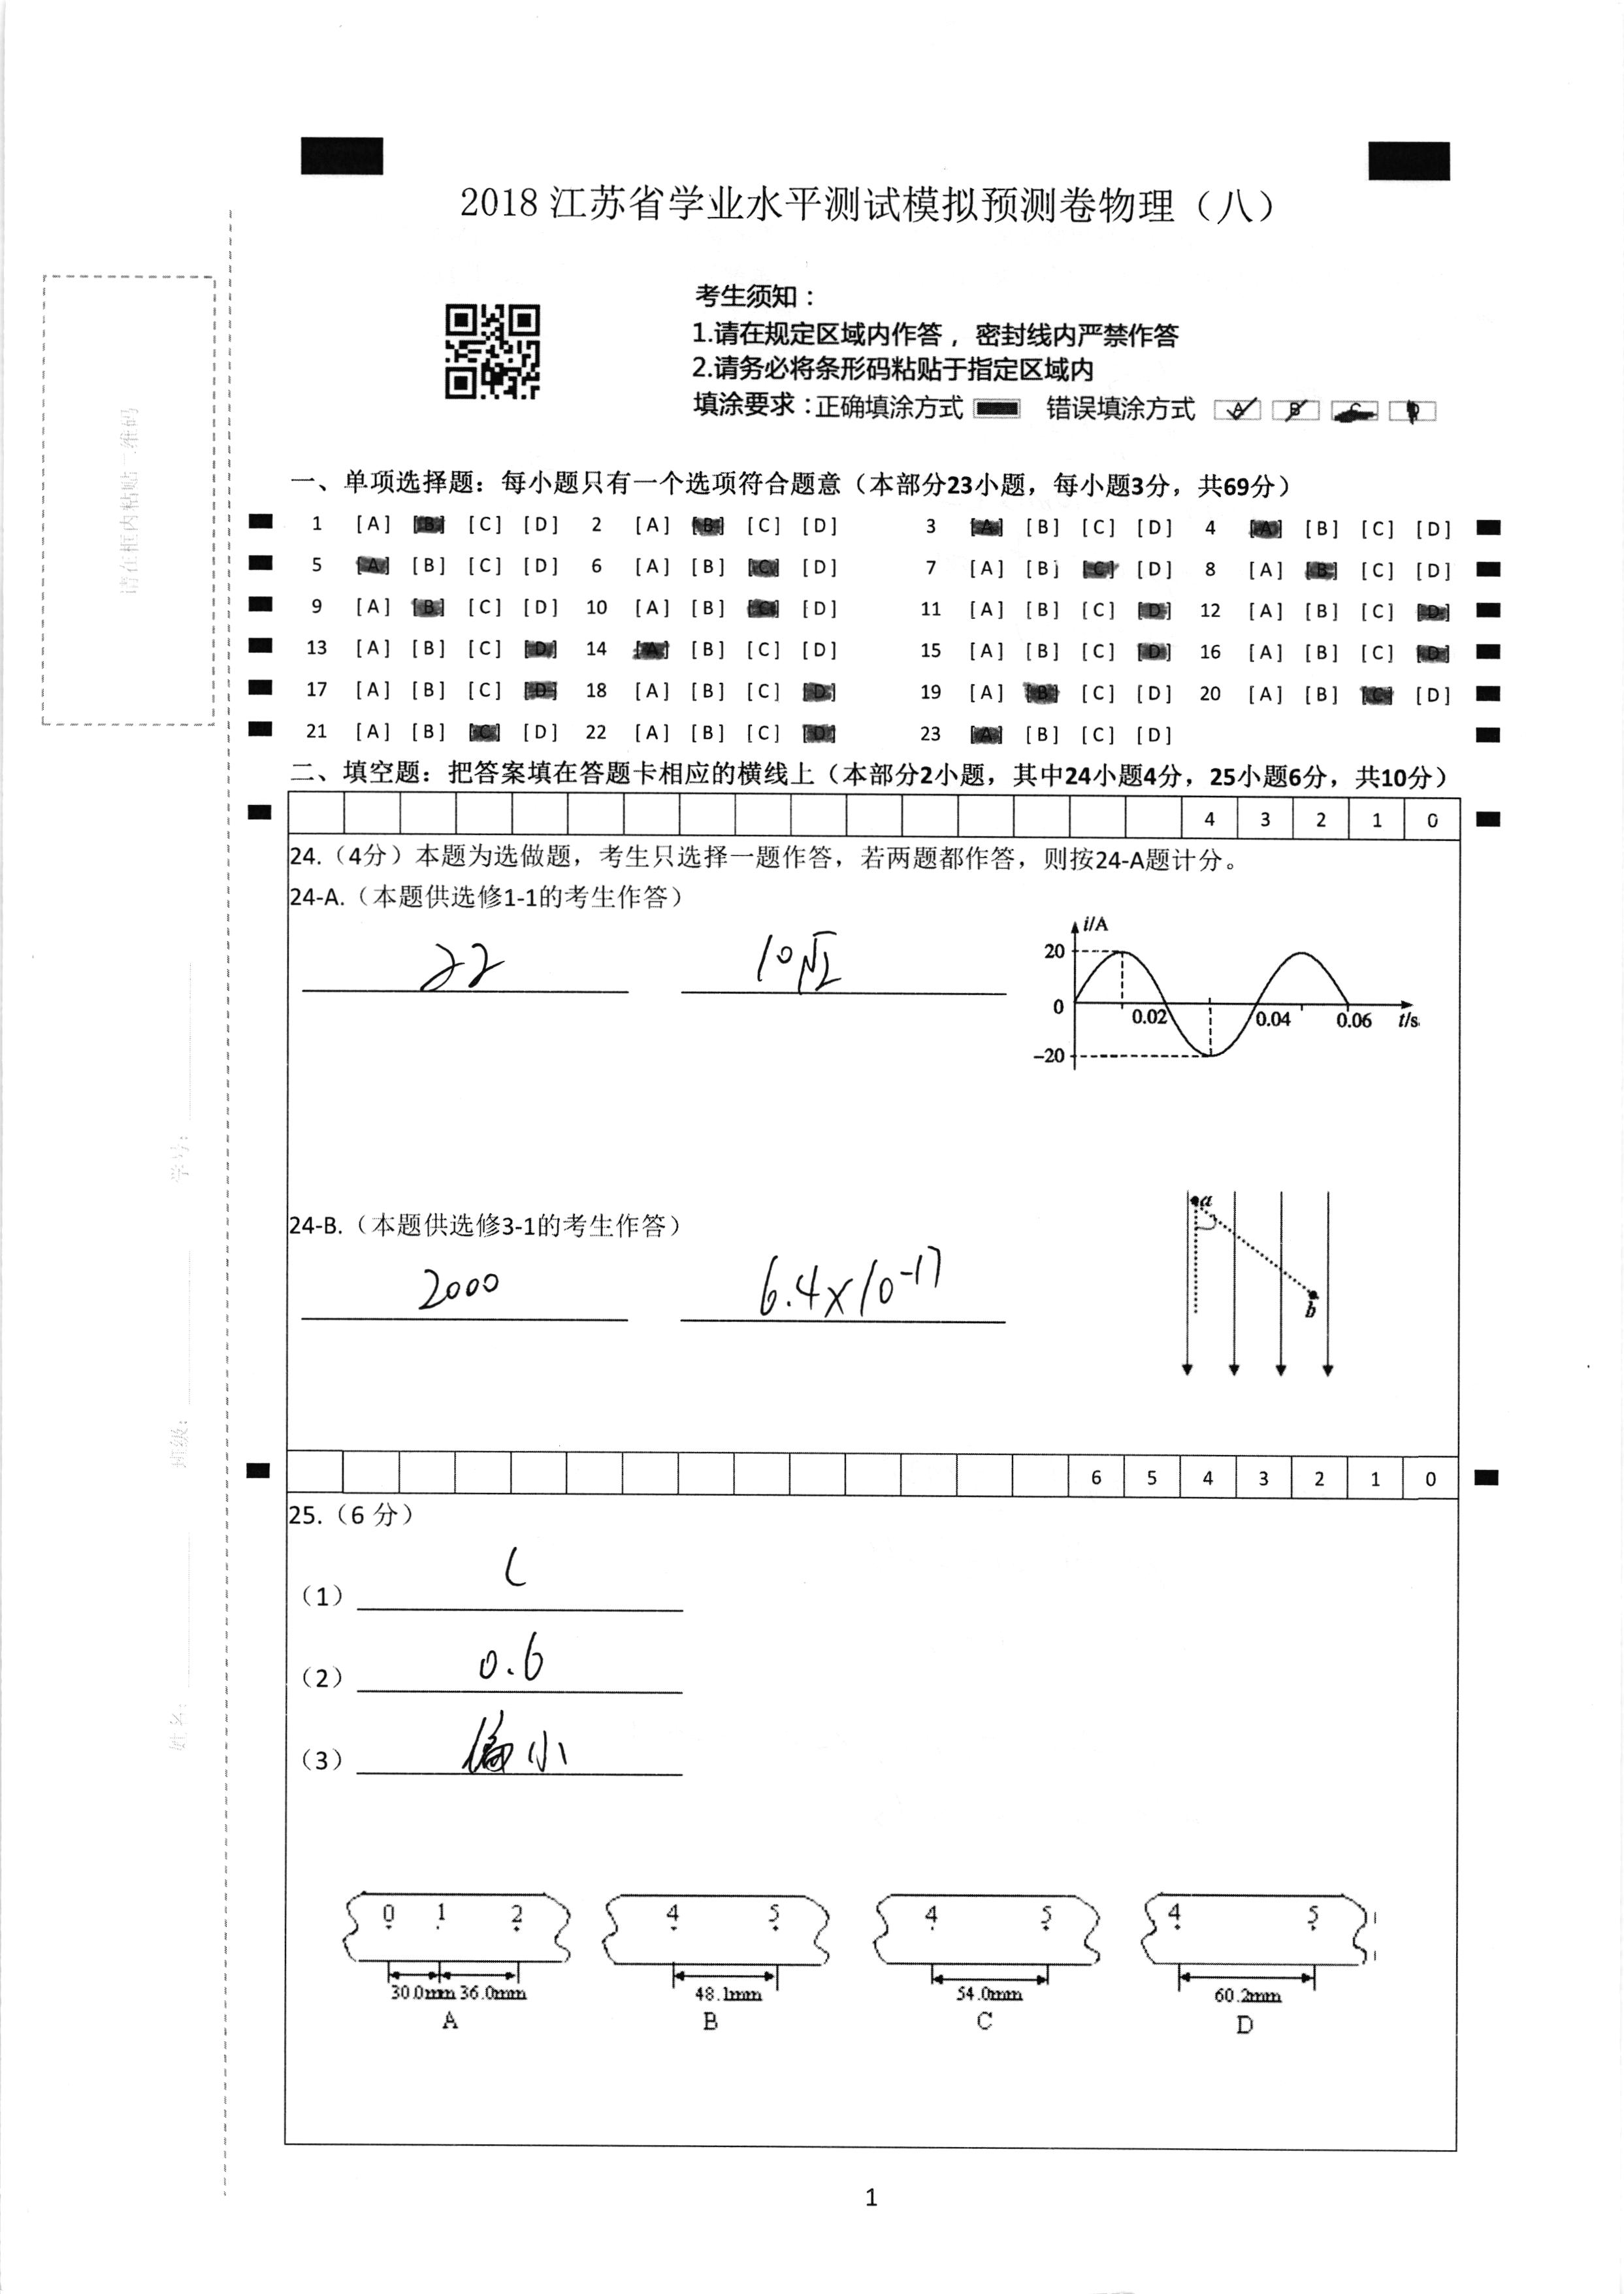 2018 江苏省学业水平测试模拟预测卷物理（八）
考生须知：
1.请在规定区域内作答，密封线内严禁作答
2.请务必将条形码粘贴于指定区域内
填涂要求：正确填涂方式 错误填涂方式 A B C D
请在框内粘贴二维码
学号：
班级：
姓名：
一、单项选择题：每小题只有一个选项符合题意（本部分23小题，每小题3分，共69分）
1 [A] [B] [C] [D] 2 [A] [B] [C] [D] 3 [A] [B] [C] [D] 4 [A] [B] [C] [D]
5 [A] [B] [C] [D] 6 [A] [B] [C] [D] 7 [A] [B] [C] [D] 8 [A] [B] [C] [D]
9 [A] [B] [C] [D] 10 [A] [B] [C] [D] 11 [A] [B] [C] [D] 12 [A] [B] [C] [D]
13 [A] [B] [C] [D] 14 [A] [B] [C] [D] 15 [A] [B] [C] [D] 16 [A] [B] [C] [D]
17 [A] [B] [C] [D] 18 [A] [B] [C] [D] 19 [A] [B] [C] [D] 20 [A] [B] [C] [D]
21 [A] [B] [C] [D] 22 [A] [B] [C] [D] 23 [A] [B] [C] [D]
二、填空题：把答案填在答题卡相应的横线上（本部分2小题，其中24小题4分，25小题6分，共10分）
4 3 2 1 0
24.（4分）本题为选做题，考生只选择一题作答，若两题都作答，则按24-A题计分。
24-A.（本题供选修1-1的考生作答）
22 10√2
i/A
20
0 0.02 0.04 0.06 t/s
-20
24-B.（本题供选修3-1的考生作答）
2000 6.4×10⁻¹⁷
a
b
6 5 4 3 2 1 0
25.（6 分）
（1） C
（2） 0.6
（3） 偏小
0 1 2 4 5 4 5 4 5
30.0mm 36.0mm 48.1mm 54.0mm 60.2mm
A B C D
1